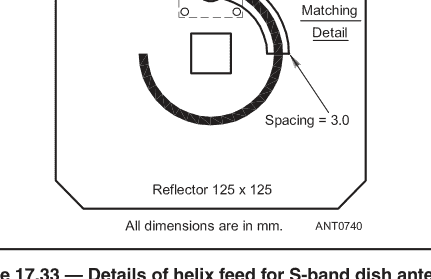 Matching
Detail
Spacing = 3.0
Reflector 125 x 125
All dimensions are in mm.
ANT0740
e 17.33 — Details of helix feed for S-band dish ante